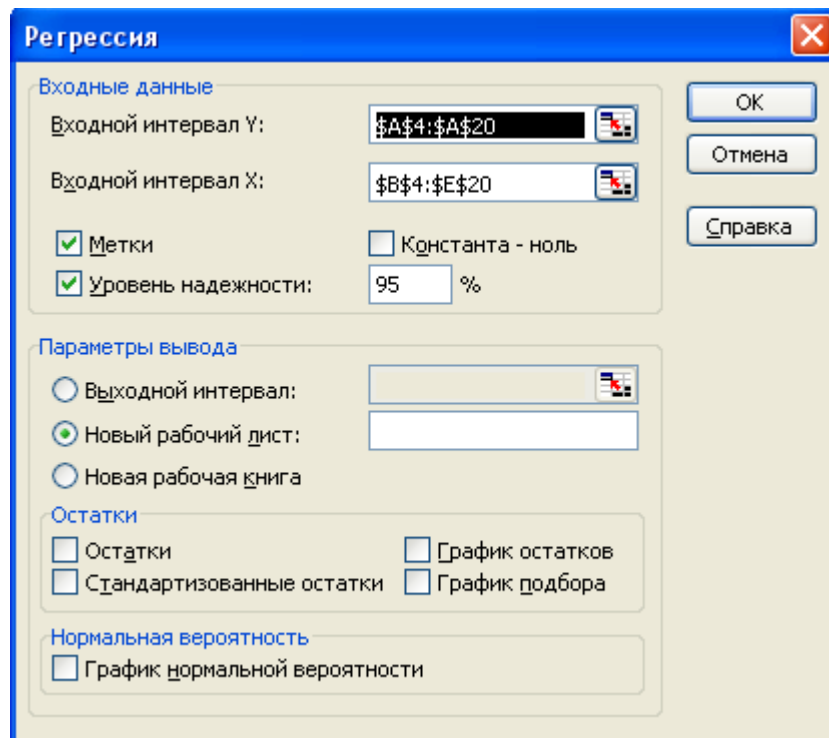 Регрессия
Входные данные
Входной интервал Y: $A$4:$A$20
Входной интервал X: $B$4:$E$20
Метки Константа - ноль
Уровень надежности: 95 %
OK
Отмена
Справка
Параметры вывода
Выходной интервал:
Новый рабочий лист:
Новая рабочая книга
Остатки
Остатки График остатков
Стандартизованные остатки График подбора
Нормальная вероятность
График нормальной вероятности